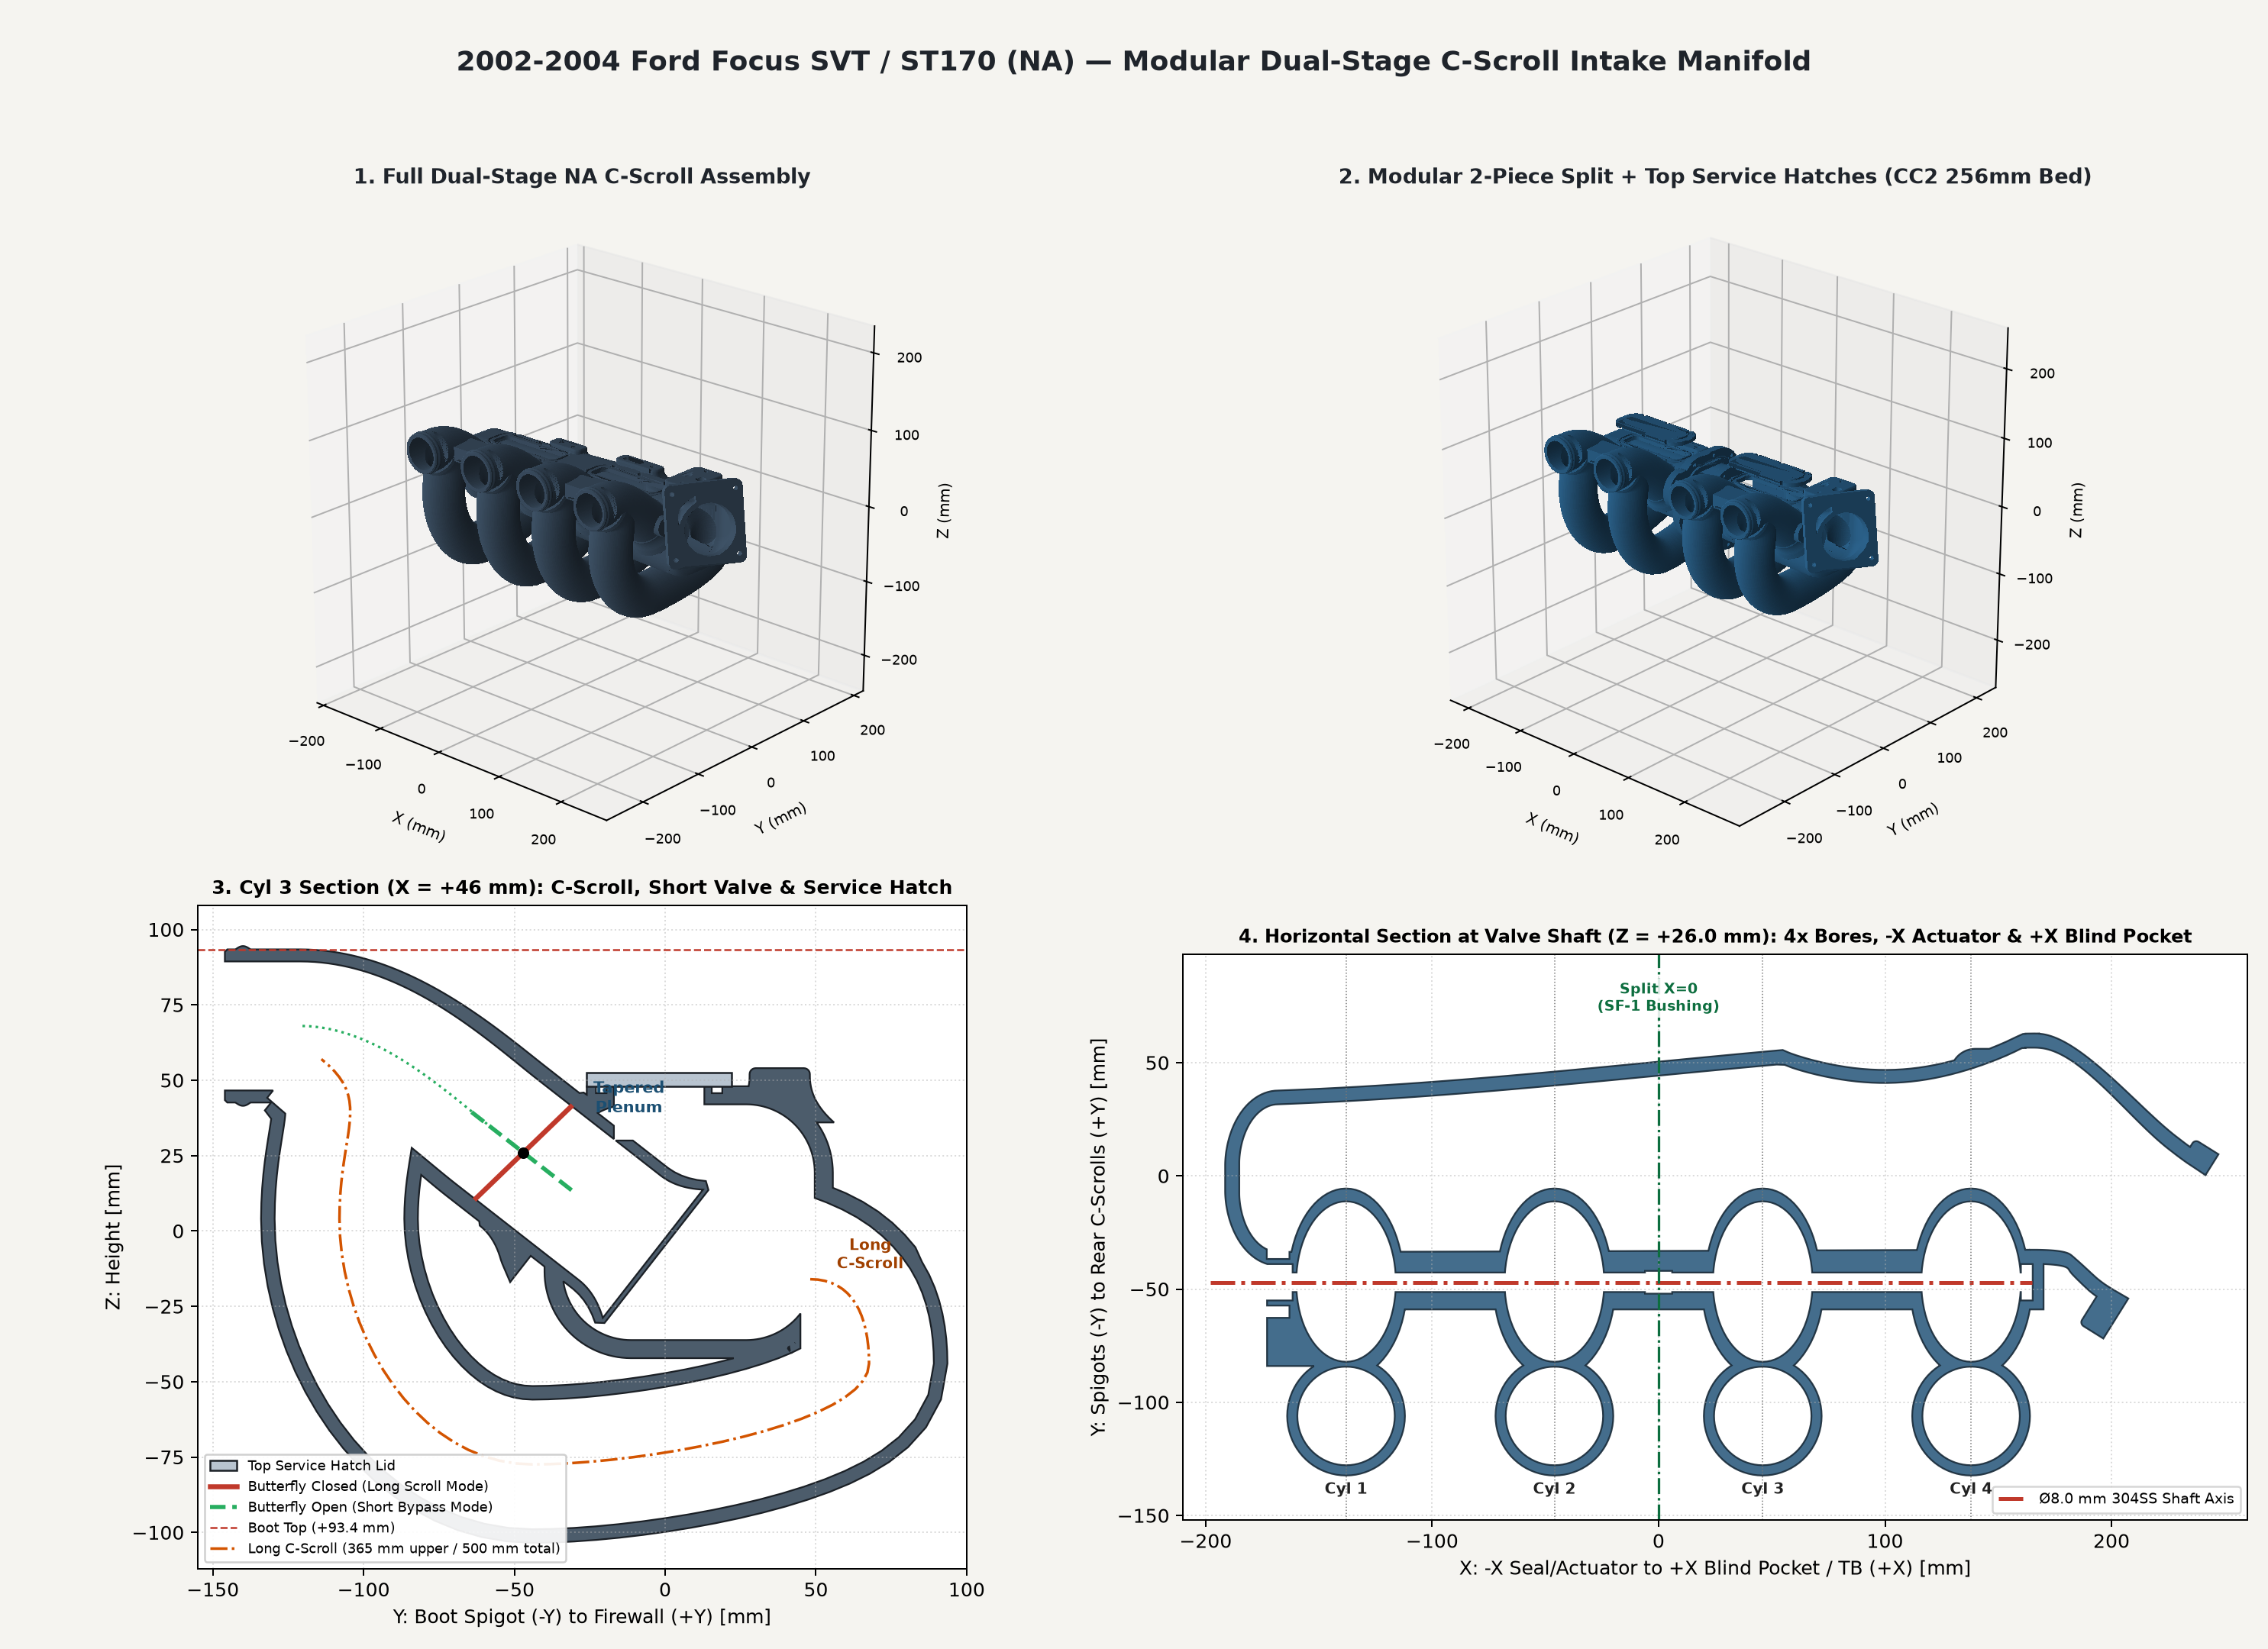 2002-2004 Ford Focus SVT / ST170 (NA) — Modular Dual-Stage C-Scroll Intake Manifold
1. Full Dual-Stage NA C-Scroll Assembly
200
100
0
−100
−200
Z (mm)
−200
−100
0
100
200
X (mm)
−200
−100
0
100
200
Y (mm)
2. Modular 2-Piece Split + Top Service Hatches (CC2 256mm Bed)
200
100
0
−100
−200
Z (mm)
−200
−100
0
100
200
X (mm)
−200
−100
0
100
200
Y (mm)
3. Cyl 3 Section (X = +46 mm): C-Scroll, Short Valve & Service Hatch
100
75
50
25
0
−25
−50
−75
−100
Z: Height [mm]
Tapered
Plenum
Long
C-Scroll
Top Service Hatch Lid
Butterfly Closed (Long Scroll Mode)
Butterfly Open (Short Bypass Mode)
Boot Top (+93.4 mm)
Long C-Scroll (365 mm upper / 500 mm total)
−150
−100
−50
0
50
100
Y: Boot Spigot (-Y) to Firewall (+Y) [mm]
4. Horizontal Section at Valve Shaft (Z = +26.0 mm): 4x Bores, -X Actuator & +X Blind Pocket
50
0
−50
−100
−150
Y: Spigots (-Y) to Rear C-Scrolls (+Y) [mm]
Split X=0
(SF-1 Bushing)
Cyl 1
Cyl 2
Cyl 3
Cyl 4
Ø8.0 mm 304SS Shaft Axis
−200
−100
0
100
200
X: -X Seal/Actuator to +X Blind Pocket / TB (+X) [mm]